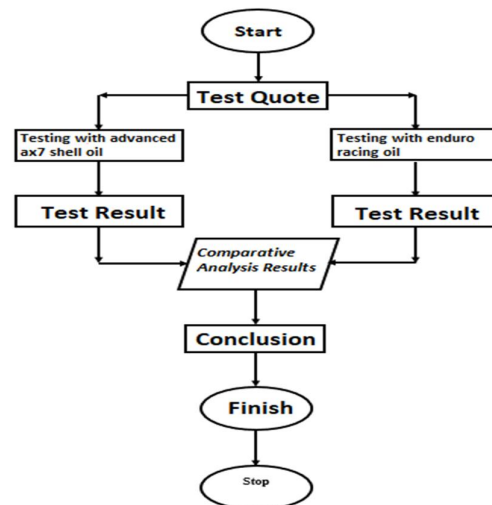 Start
Test Quote
Testing with advanced
ax7 shell oil
Testing with enduro
racing oil
Test Result
Test Result
Comparative
Analysis Results
Conclusion
Finish
Stop